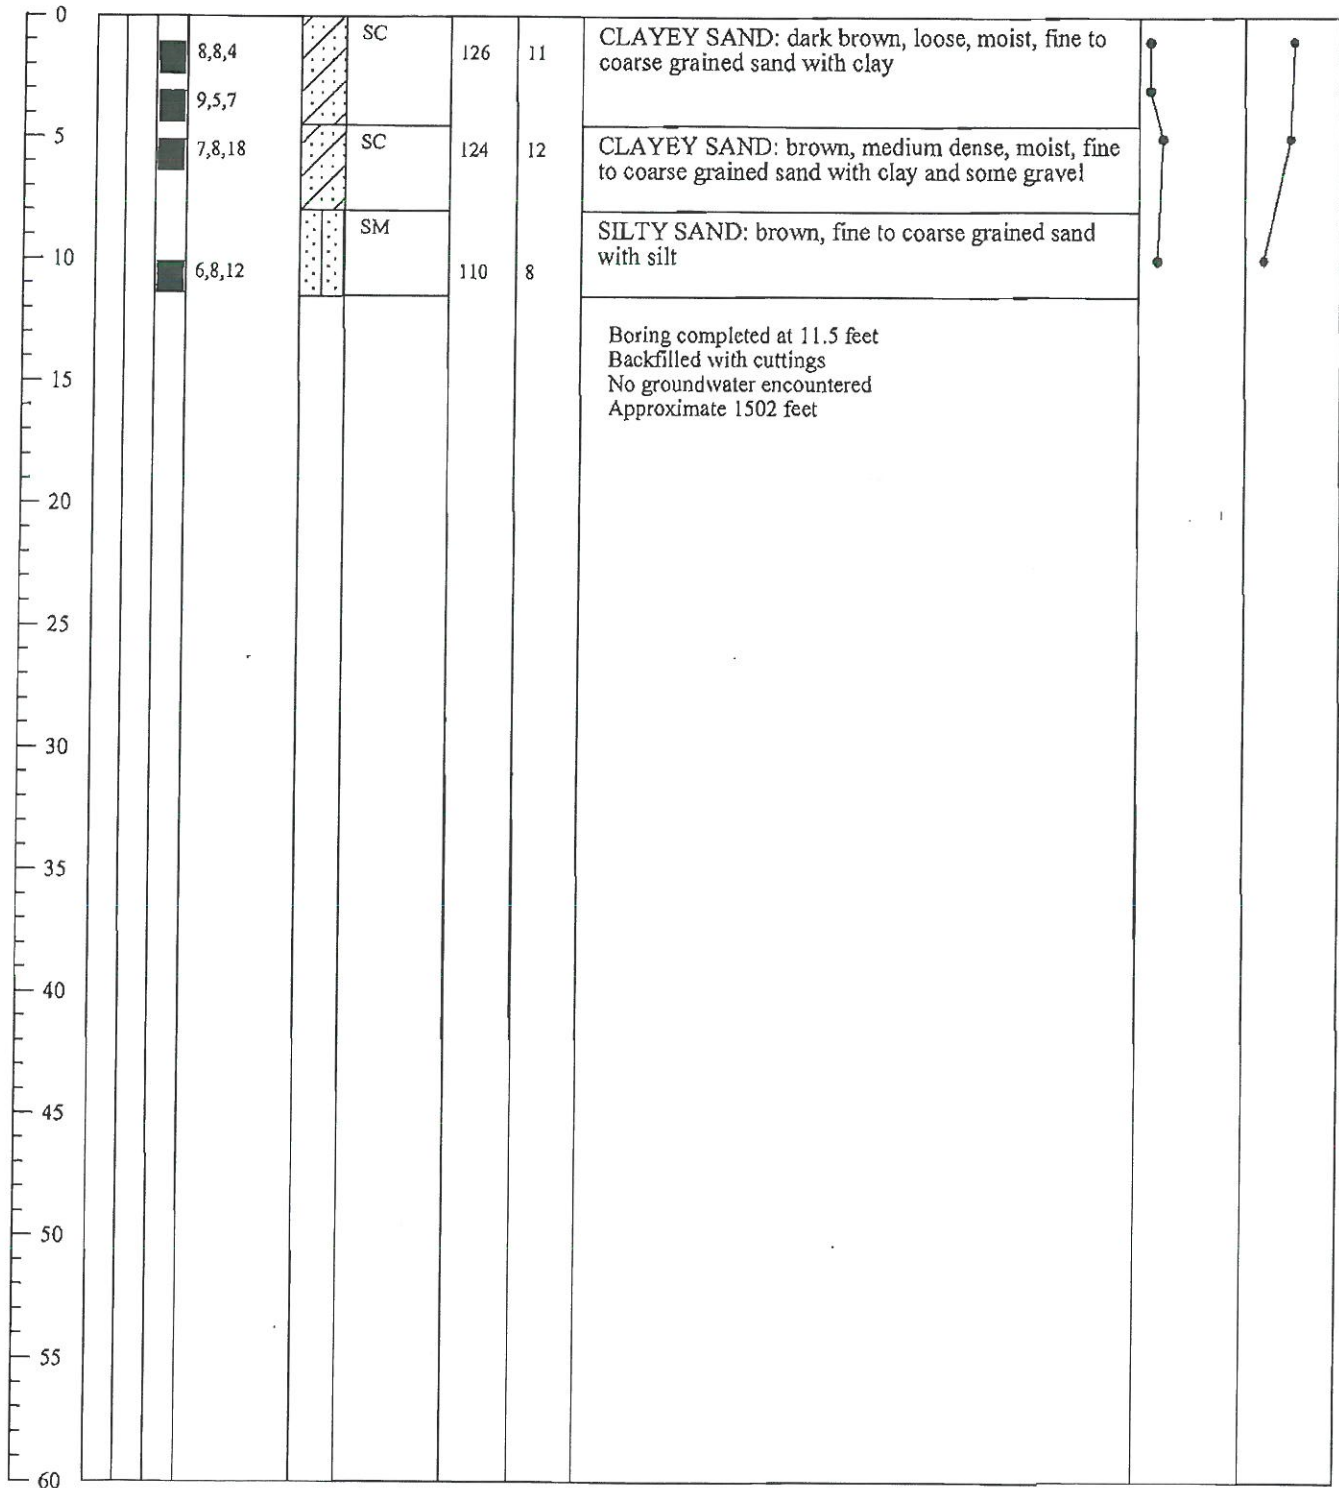 0
SC
126
11
CLAYEY SAND: dark brown, loose, moist, fine to
coarse grained sand with clay
8,8,4
9,5,7
5
SC
124
12
CLAYEY SAND: brown, medium dense, moist, fine
to coarse grained sand with clay and some gravel
7,8,18
SM
SILTY SAND: brown, fine to coarse grained sand
with silt
10
6,8,12
110
8
Boring completed at 11.5 feet
Backfilled with cuttings
No groundwater encountered
Approximate 1502 feet
15
20
25
30
35
40
45
50
55
60